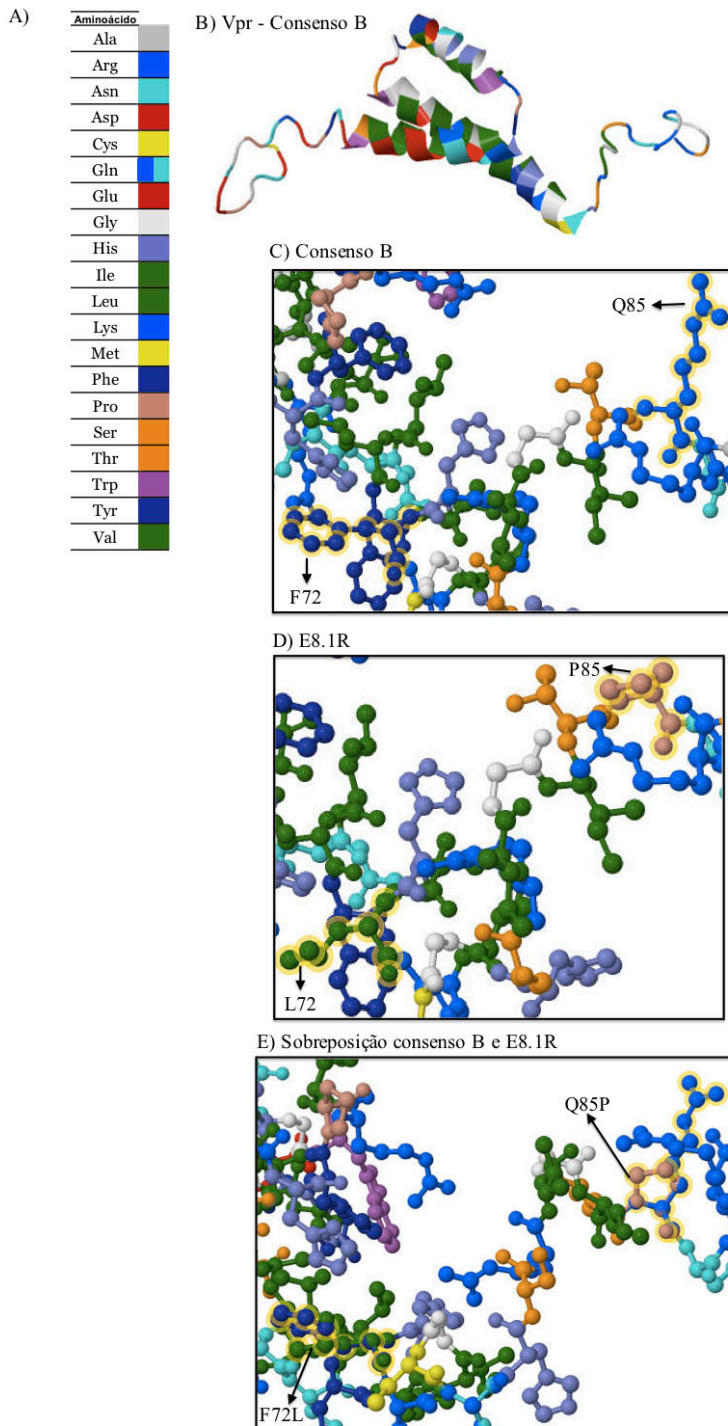 A)
Aminoácido
Ala
Arg
Asn
Asp
Cys
Gln
Glu
Gly
His
Ile
Leu
Lys
Met
Phe
Pro
Ser
Thr
Trp
Tyr
Val
B) Vpr - Consenso B
C) Consenso B
Q85
F72
D) E8.1R
P85
L72
E) Sobreposição consenso B e E8.1R
Q85P
F72L